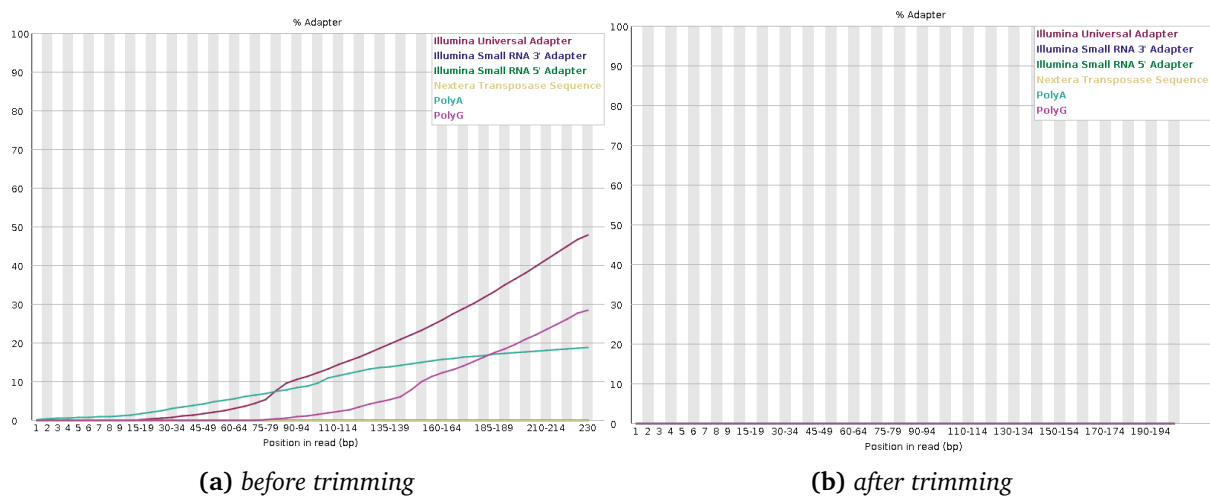 % Adapter
100
90
80
70
60
50
40
30
20
10
0
Illumina Universal Adapter
Illumina Small RNA 3' Adapter
Illumina Small RNA 5' Adapter
Nextera Transposase Sequence
PolyA
PolyG
1 2 3 4 5 6 7 8 9 15-19 30-34 45-49 60-64 75-79 90-94 110-114 135-139 160-164 185-189 210-214 230
Position in read (bp)
(a) before trimming
% Adapter
100
90
80
70
60
50
40
30
20
10
0
Illumina Universal Adapter
Illumina Small RNA 3' Adapter
Illumina Small RNA 5' Adapter
Nextera Transposase Sequence
PolyA
PolyG
1 2 3 4 5 6 7 8 9 15-19 30-34 45-49 60-64 75-79 90-94 110-114 130-134 150-154 170-174 190-194
Position in read (bp)
(b) after trimming